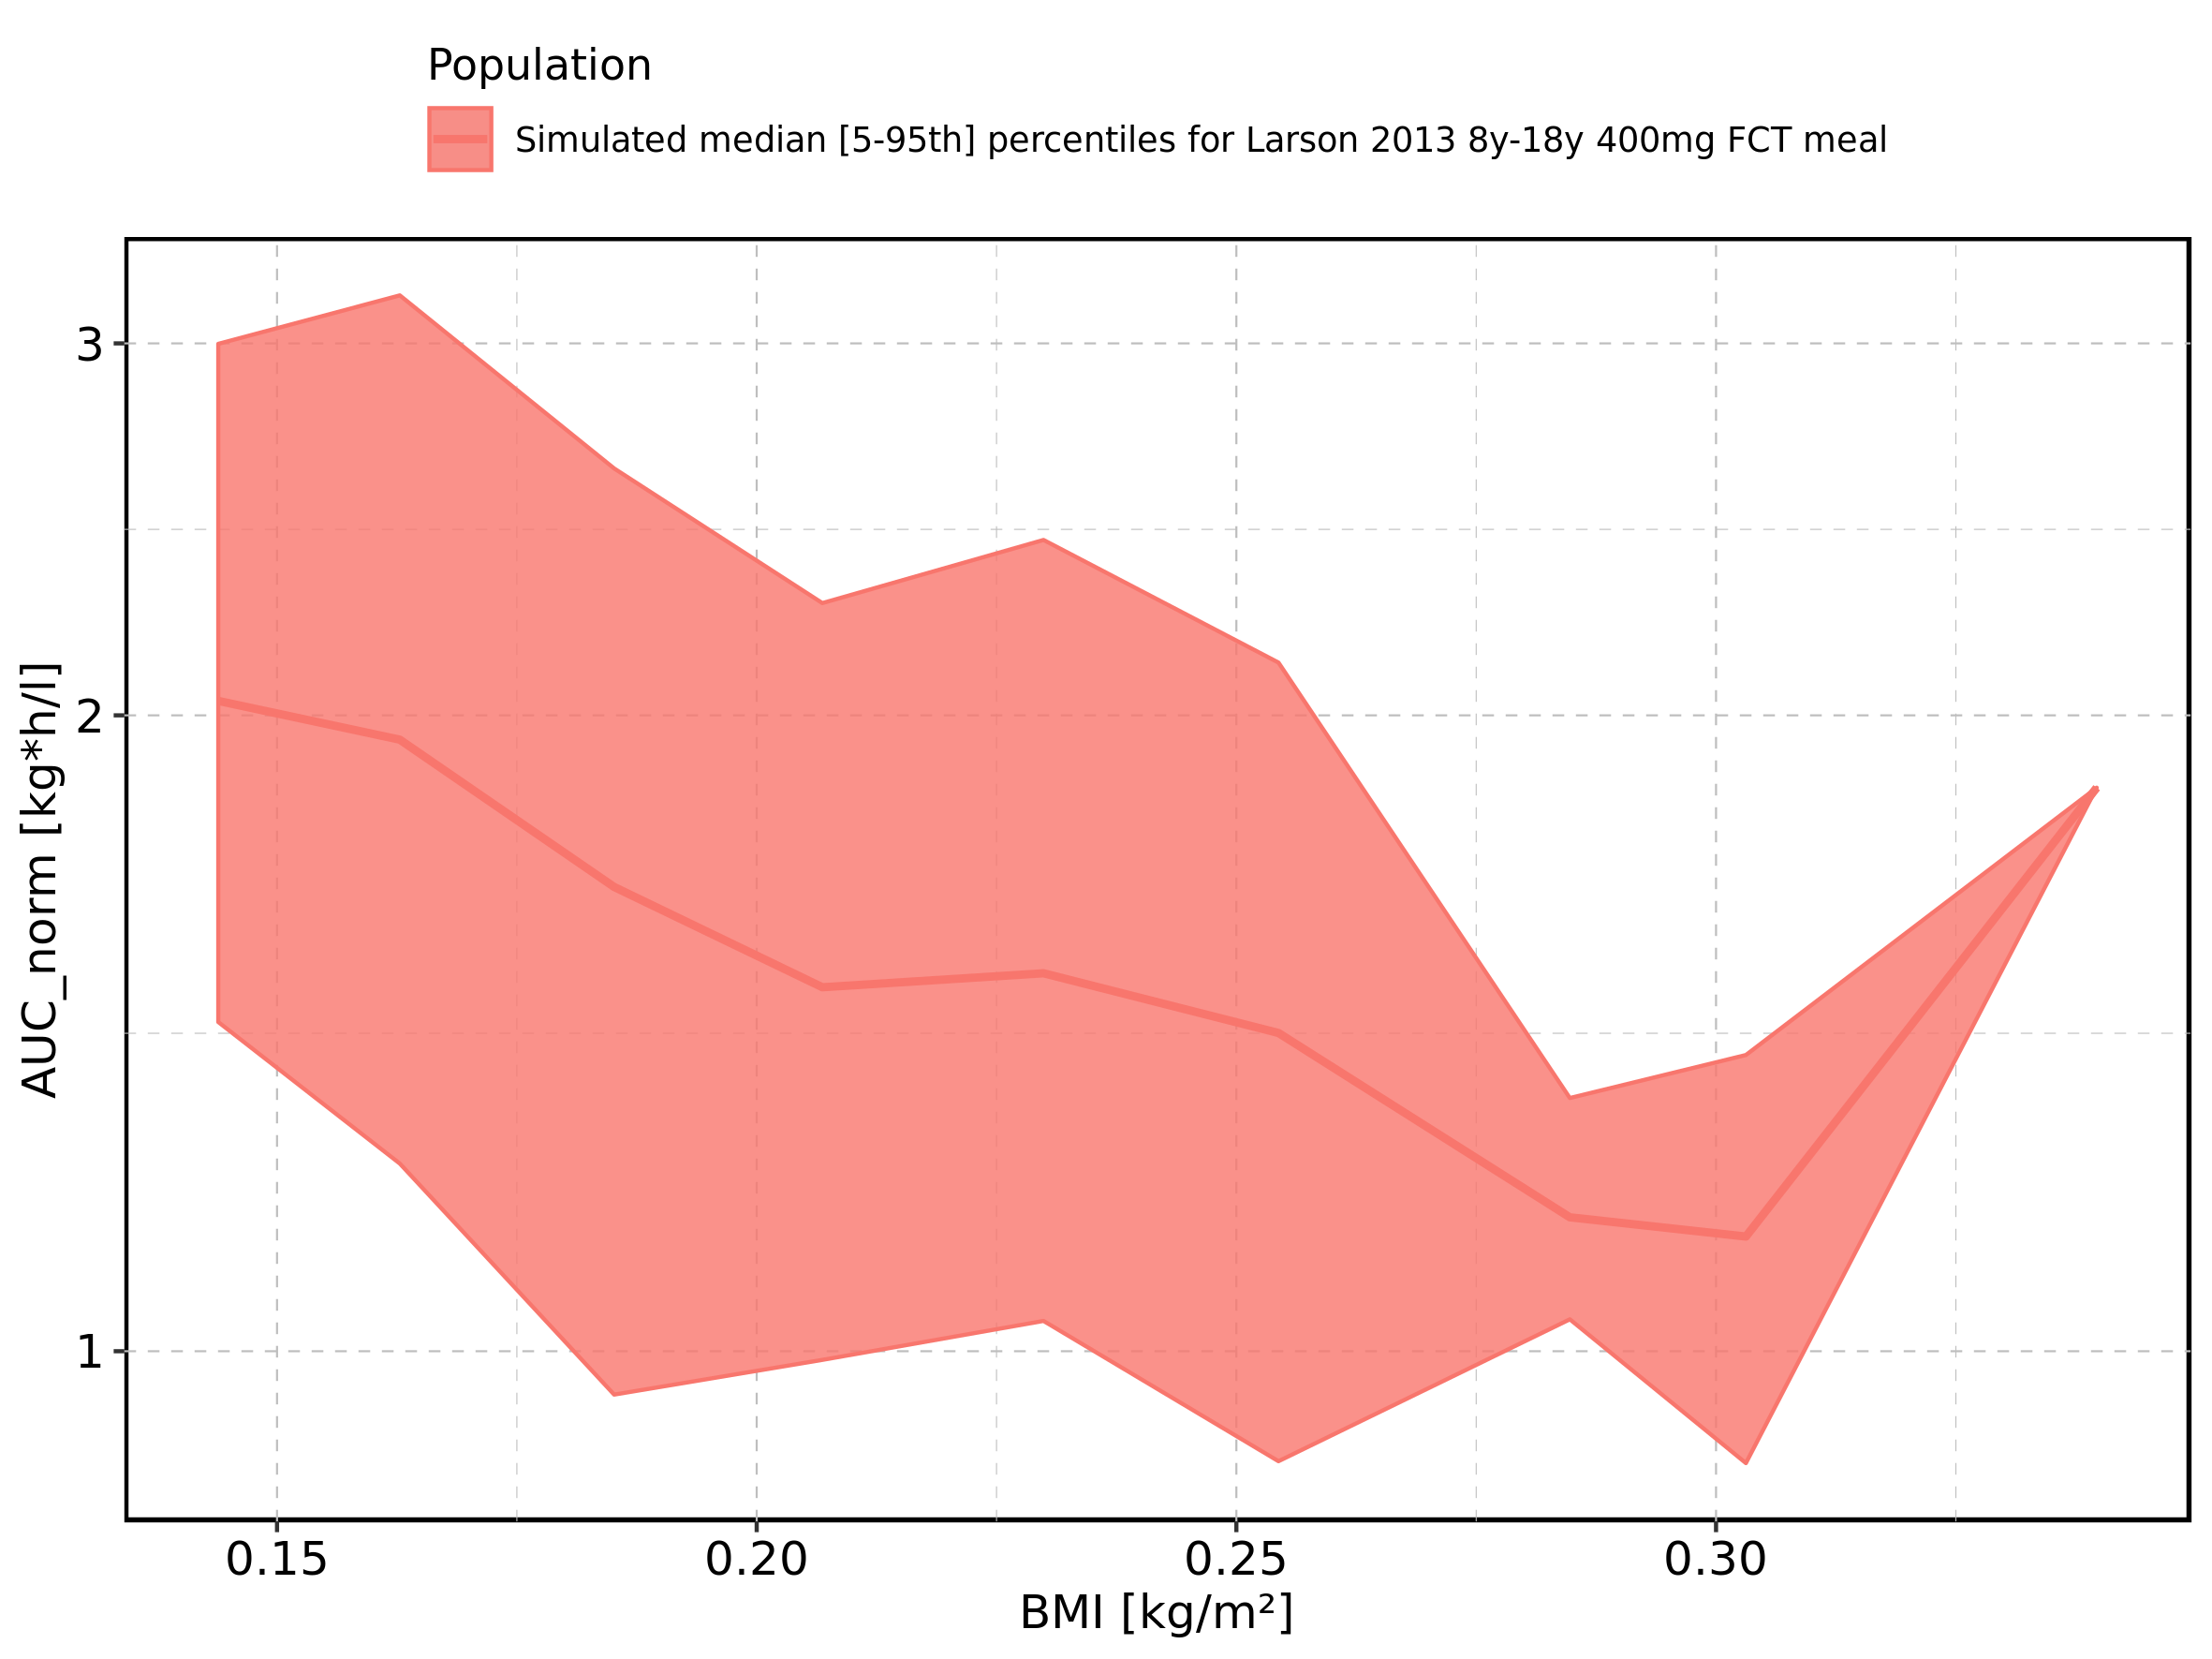 Population
Simulated median [5-95th] percentiles for Larson 2013 8y-18y 400mg FCT meal
3
2
1
AUC_norm [kg*h/l]
0.15 0.20 0.25 0.30
BMI [kg/m²]